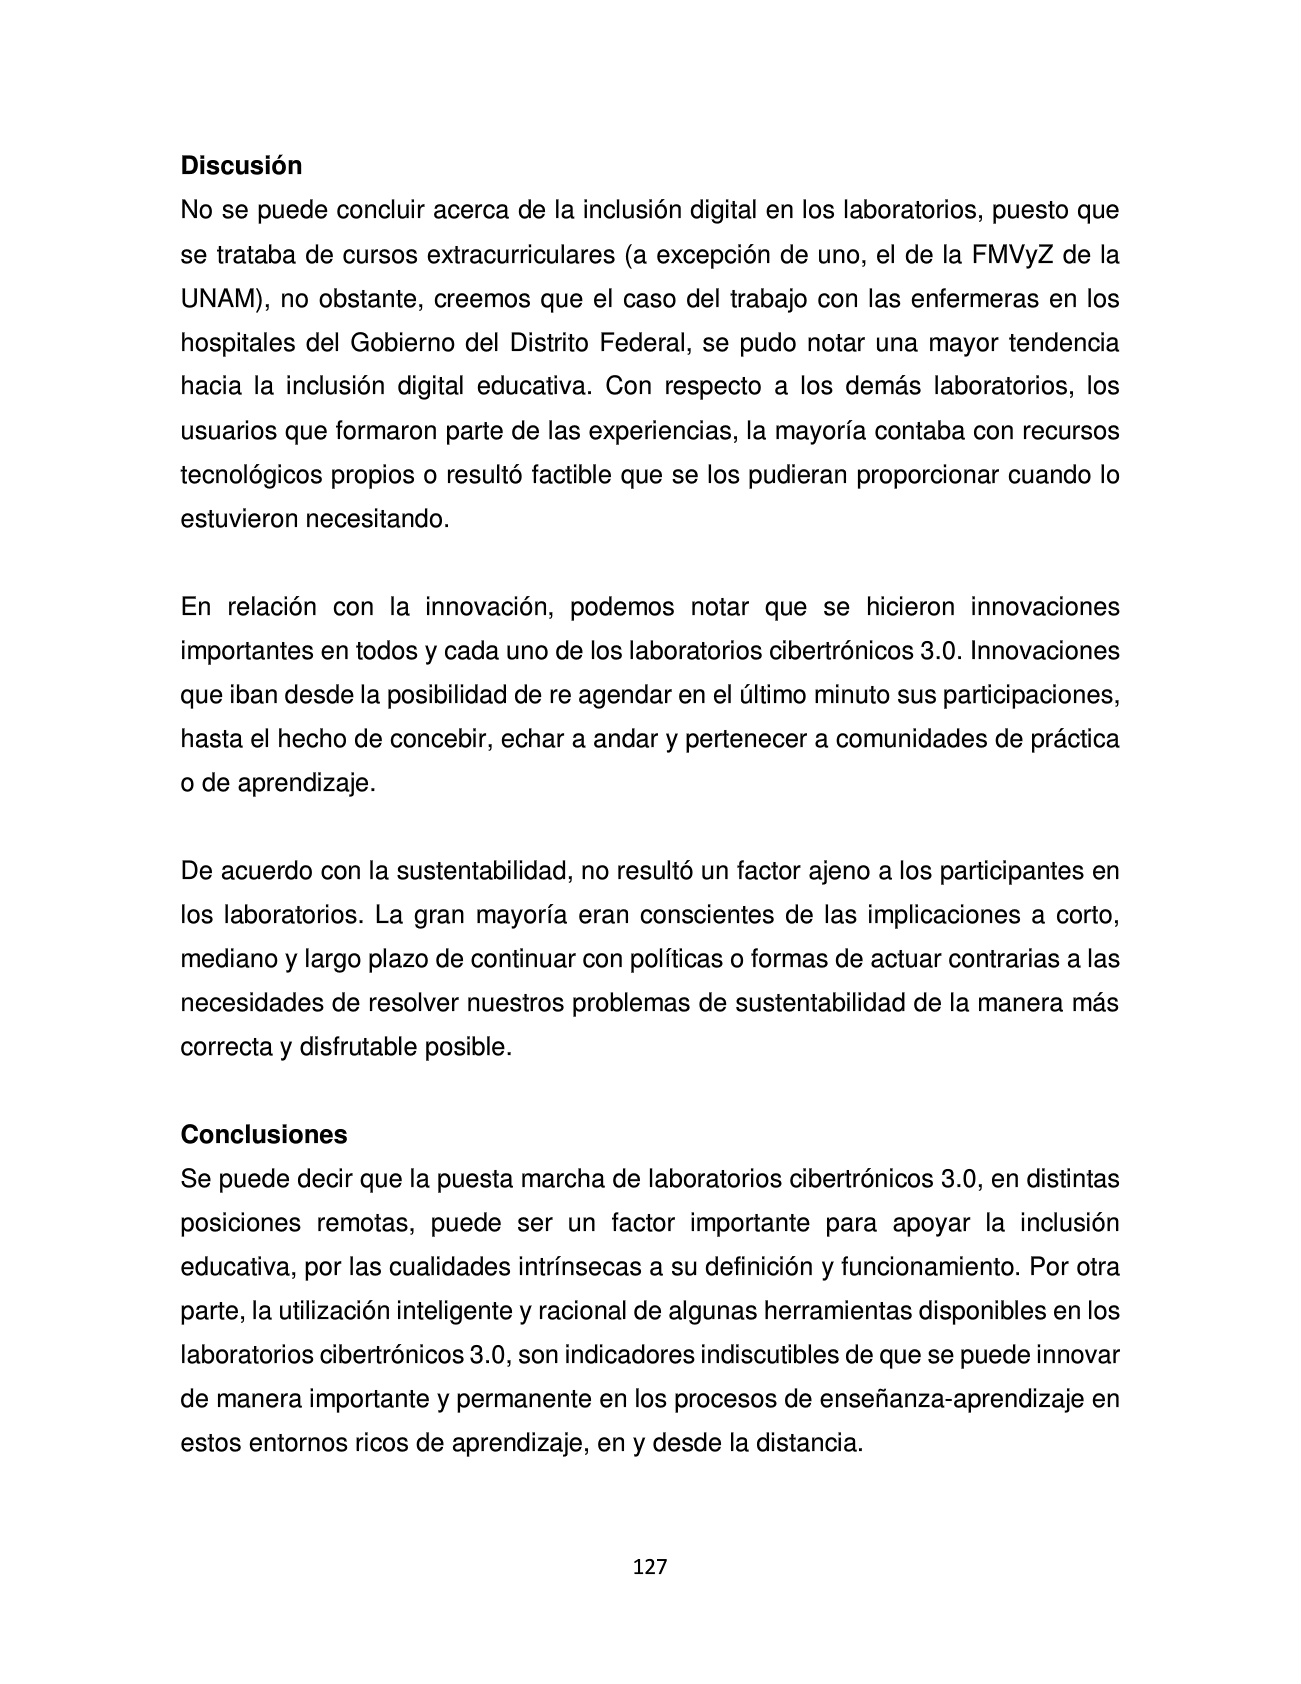 Discusión
No se puede concluir acerca de la inclusión digital en los laboratorios, puesto que
se trataba de cursos extracurriculares (a excepción de uno, el de la FMVyZ de la
UNAM), no obstante, creemos que el caso del trabajo con las enfermeras en los
hospitales del Gobierno del Distrito Federal, se pudo notar una mayor tendencia
hacia la inclusión digital educativa. Con respecto a los demás laboratorios, los
usuarios que formaron parte de las experiencias, la mayoría contaba con recursos
tecnológicos propios o resultó factible que se los pudieran proporcionar cuando lo
estuvieron necesitando.
En relación con la innovación, podemos notar que se hicieron innovaciones
importantes en todos y cada uno de los laboratorios cibertrónicos 3.0. Innovaciones
que iban desde la posibilidad de re agendar en el último minuto sus participaciones,
hasta el hecho de concebir, echar a andar y pertenecer a comunidades de práctica
o de aprendizaje.
De acuerdo con la sustentabilidad, no resultó un factor ajeno a los participantes en
los laboratorios. La gran mayoría eran conscientes de las implicaciones a corto,
mediano y largo plazo de continuar con políticas o formas de actuar contrarias a las
necesidades de resolver nuestros problemas de sustentabilidad de la manera más
correcta y disfrutable posible.
Conclusiones
Se puede decir que la puesta marcha de laboratorios cibertrónicos 3.0, en distintas
posiciones remotas, puede ser un factor importante para apoyar la inclusión
educativa, por las cualidades intrínsecas a su definición y funcionamiento. Por otra
parte, la utilización inteligente y racional de algunas herramientas disponibles en los
laboratorios cibertrónicos 3.0, son indicadores indiscutibles de que se puede innovar
de manera importante y permanente en los procesos de enseñanza-aprendizaje en
estos entornos ricos de aprendizaje, en y desde la distancia.
127